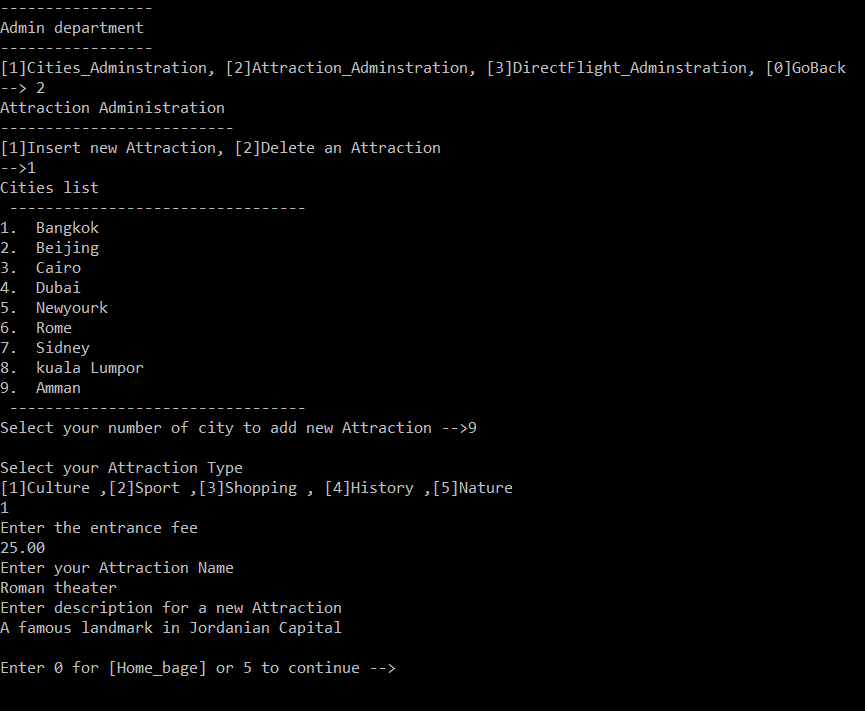 -----------------
Admin department
-----------------
[1]Cities_Adminstration, [2]Attraction_Adminstration, [3]DirectFlight_Adminstration, [0]GoBack
--> 2
Attraction Administration
--------------------------
[1]Insert new Attraction, [2]Delete an Attraction
-->1
Cities list
 ---------------------------------
1.  Bangkok
2.  Beijing
3.  Cairo
4.  Dubai
5.  Newyourk
6.  Rome
7.  Sidney
8.  kuala Lumpor
9.  Amman
 ---------------------------------
Select your number of city to add new Attraction -->9
Select your Attraction Type
[1]Culture ,[2]Sport ,[3]Shopping , [4]History ,[5]Nature
1
Enter the entrance fee
25.00
Enter your Attraction Name
Roman theater
Enter description for a new Attraction
A famous landmark in Jordanian Capital
Enter 0 for [Home_bage] or 5 to continue -->